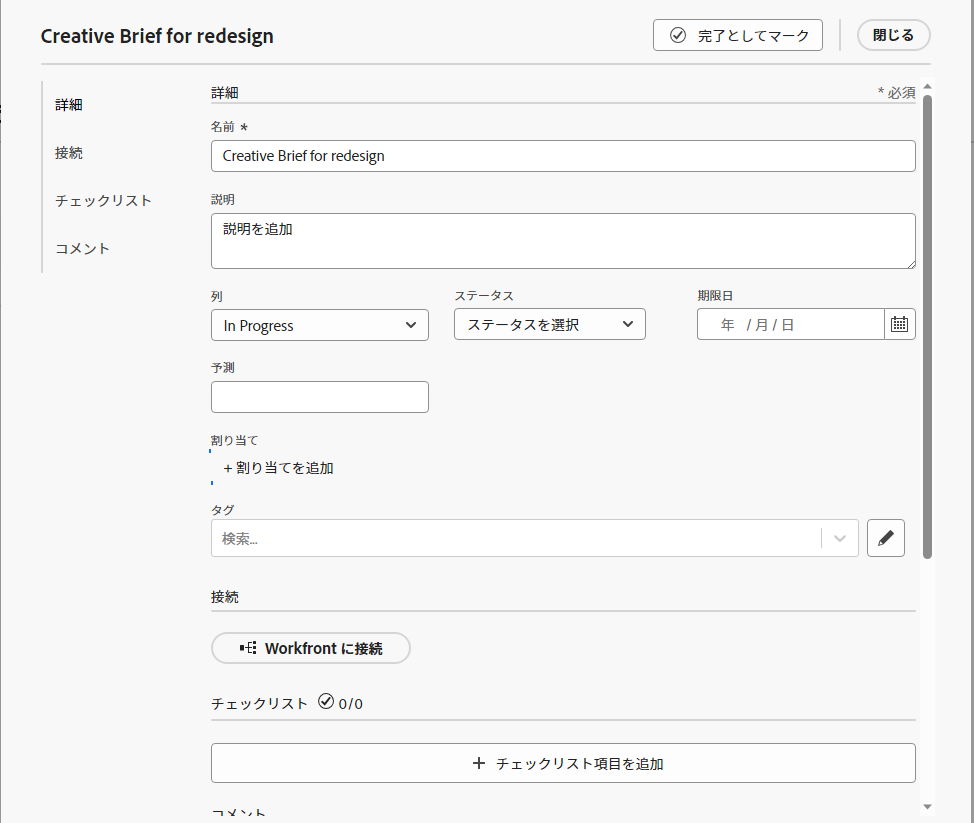 Creative Brief for redesign
完了としてマーク
閉じる
詳細
接続
チェックリスト
コメント
詳細
* 必須
名前 *
Creative Brief for redesign
説明
説明を追加
列
ステータス
期限日
In Progress
ステータスを選択
年 / 月 / 日
予測
割り当て
+ 割り当てを追加
タグ
検索...
接続
Workfront に接続
チェックリスト 0/0
+ チェックリスト項目を追加
コメント